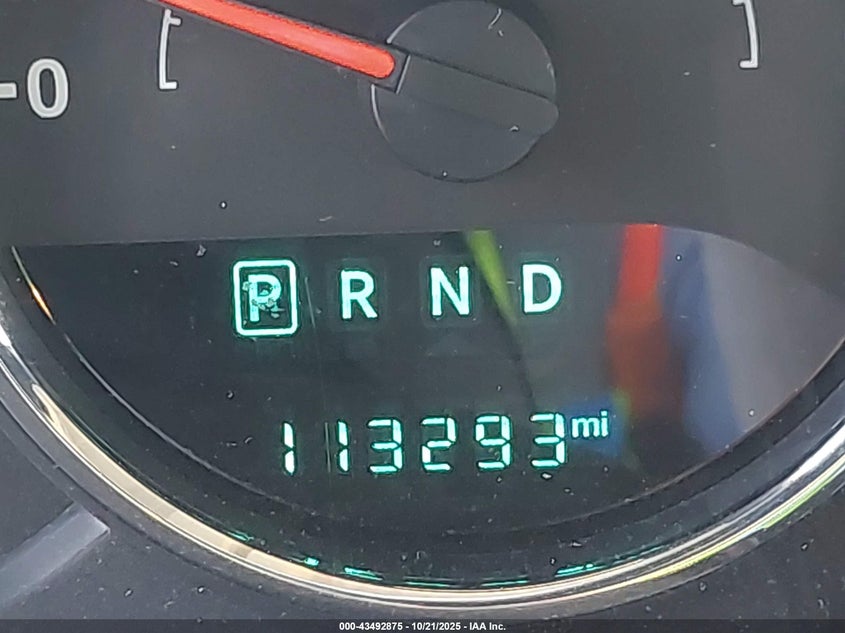 -0
P R N D
113293 mi
000-43492875 - 10/21/2025 - IAA Inc.